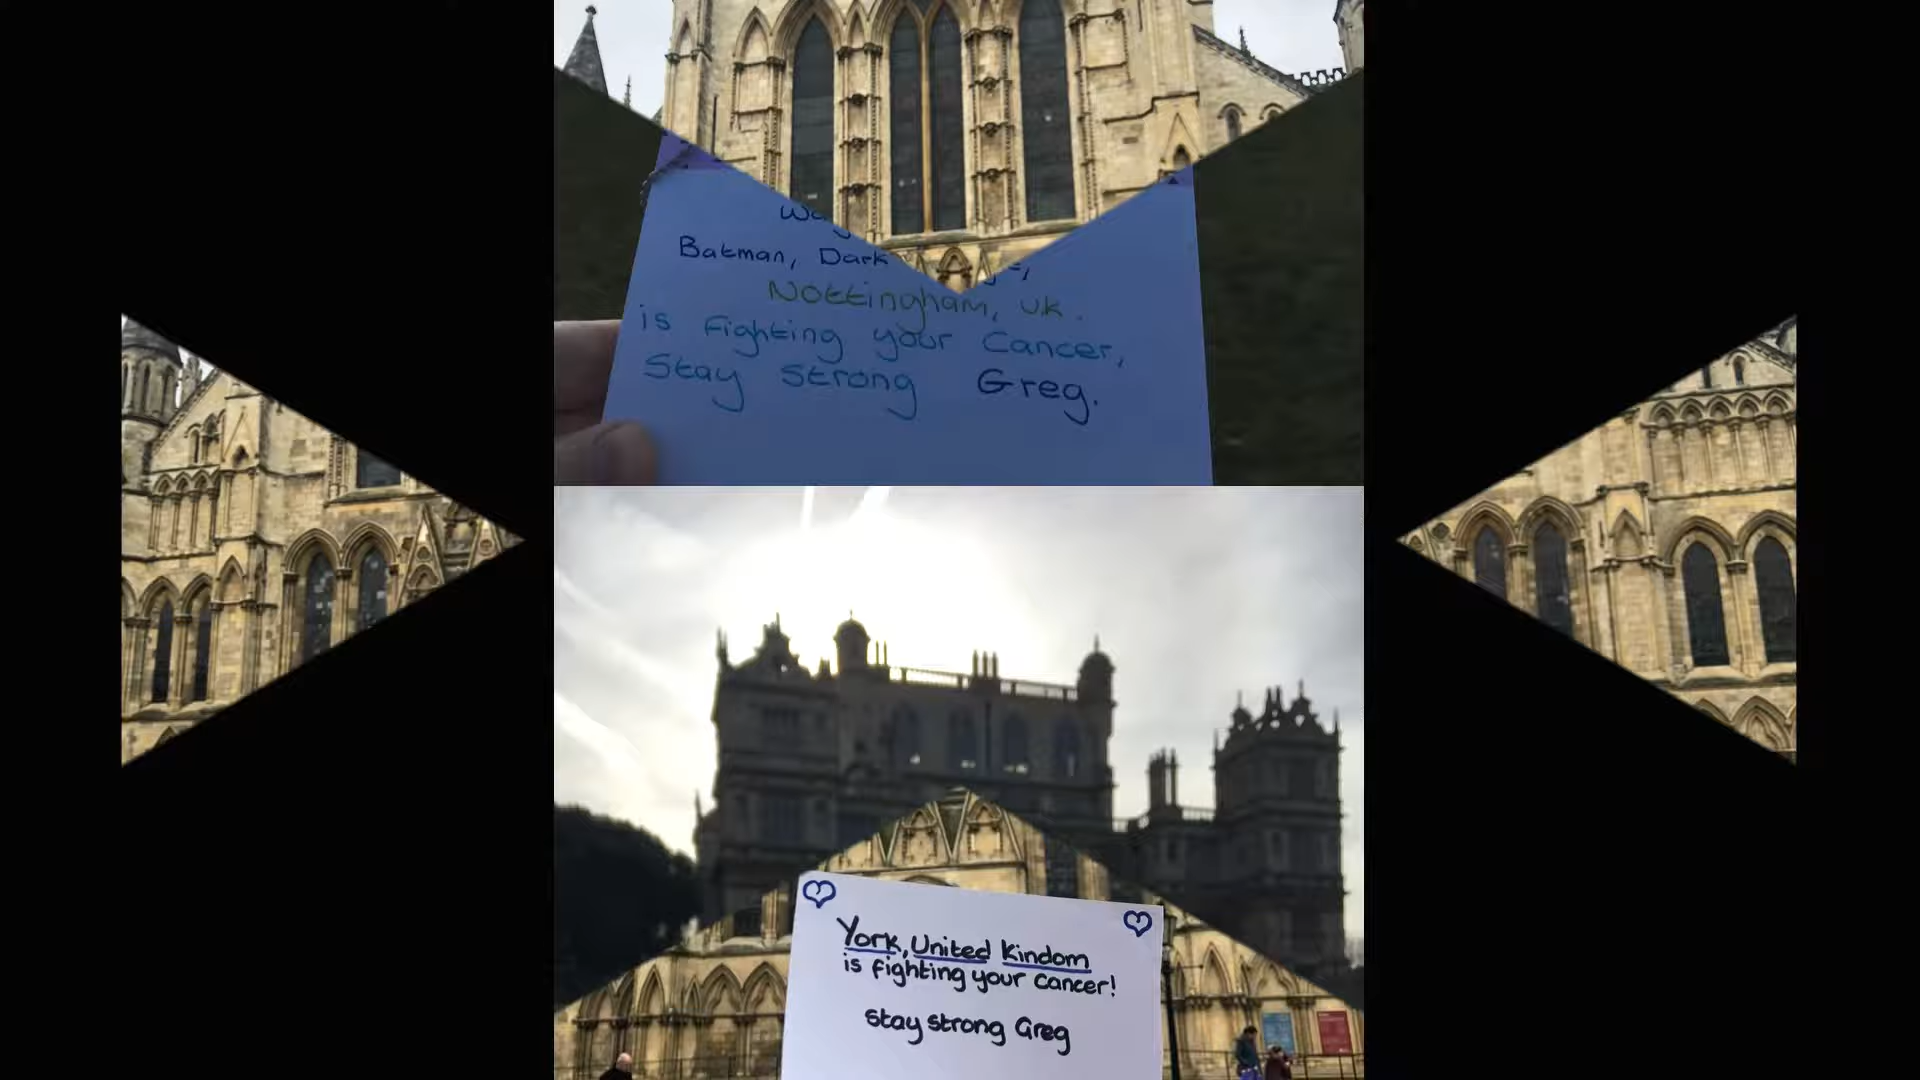 Batman, Dark
Nottingham, UK.
is fighting your cancer,
Stay strong Greg.
York, United Kindom
is fighting your cancer!
stay strong Greg